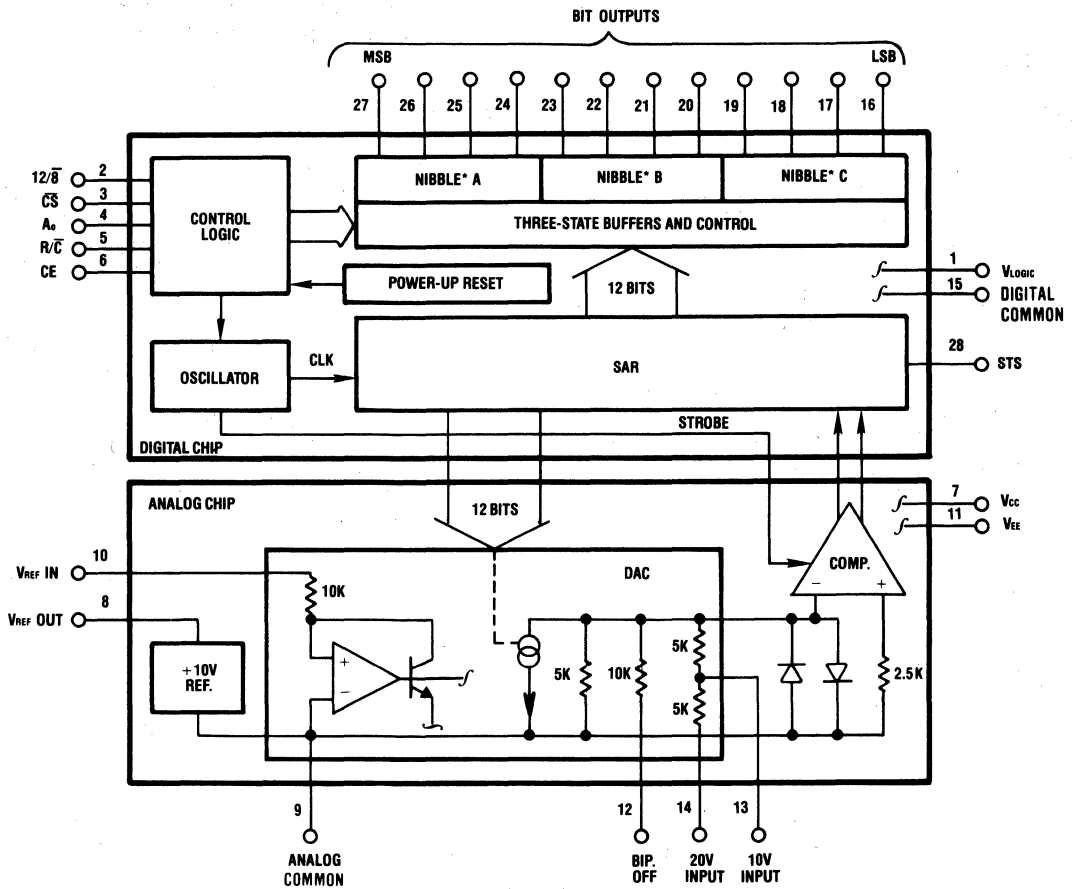 BIT OUTPUTS
MSB
LSB
27
26
25
24
23
22
21
20
19
18
17
16
12/8̅
2
C̅S̅
3
A₀
4
R/C̅
5
CE
6
CONTROL
LOGIC
NIBBLE* A
NIBBLE* B
NIBBLE* C
THREE-STATE BUFFERS AND CONTROL
POWER-UP RESET
12 BITS
1
VLOGIC
15
DIGITAL
COMMON
OSCILLATOR
CLK
SAR
28
STS
STROBE
DIGITAL CHIP
ANALOG CHIP
12 BITS
7
VCC
11
VEE
COMP.
−
+
10
VREF IN
8
VREF OUT
+10V
REF.
DAC
10K
+
−
5K
10K
5K
5K
2.5K
9
ANALOG
COMMON
12
BIP.
OFF
14
20V
INPUT
13
10V
INPUT